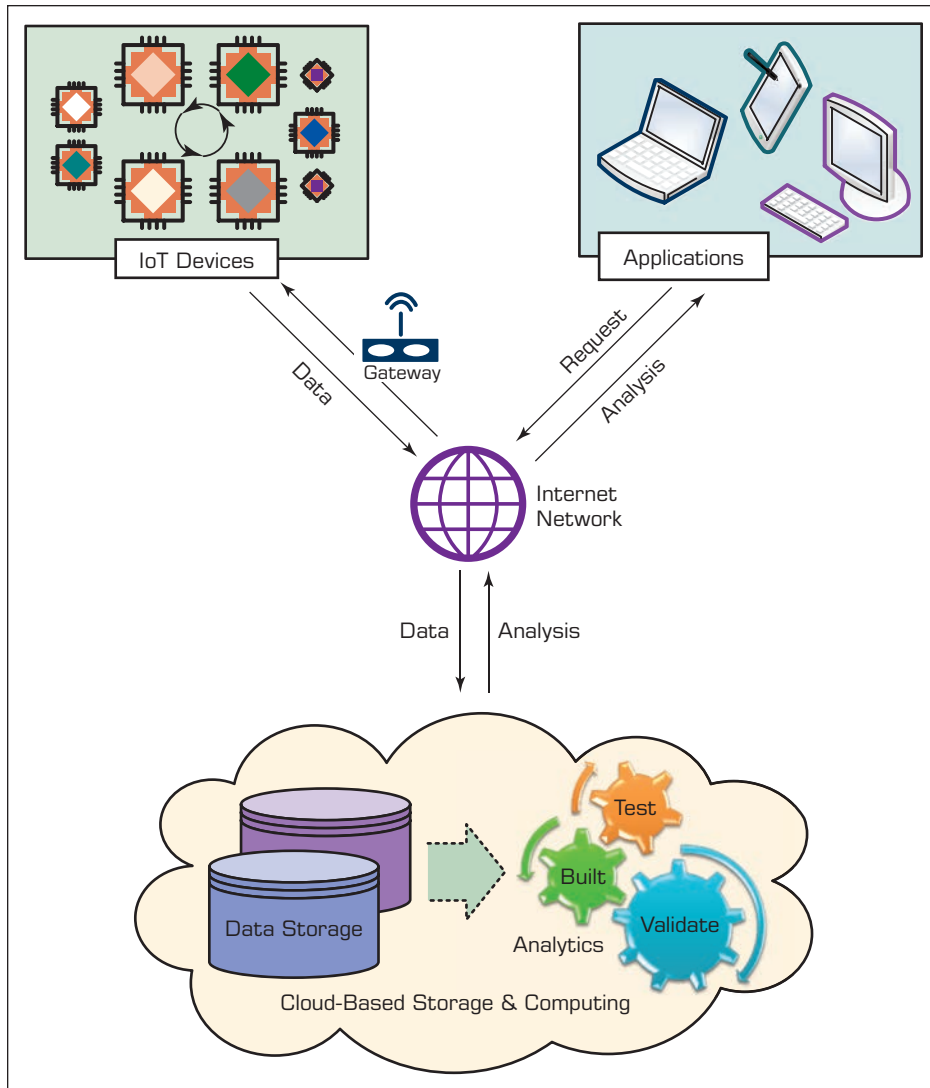 IoT Devices
Applications
Gateway
Data
Request
Analysis
Internet
Network
Data
Analysis
Test
Built
Validate
Data Storage
Analytics
Cloud-Based Storage & Computing